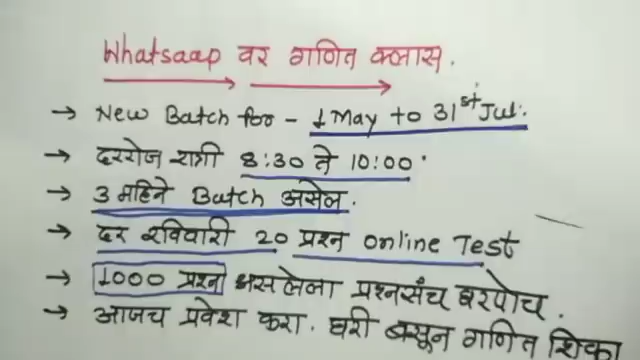 Whatsaap वर गणित क्लास.
→ New Batch for - 1 May to 31st Jul.
→ दररोज रात्री 8:30 ते 10:00
→ 3 महिने Batch असेल.
→ दर रविवारी 20 प्रश्न online Test
→ 1000 प्रश्न असलेला प्रश्नसंच घरपोच.
→ आजच प्रवेश करा. घरी बसून गणित शिका